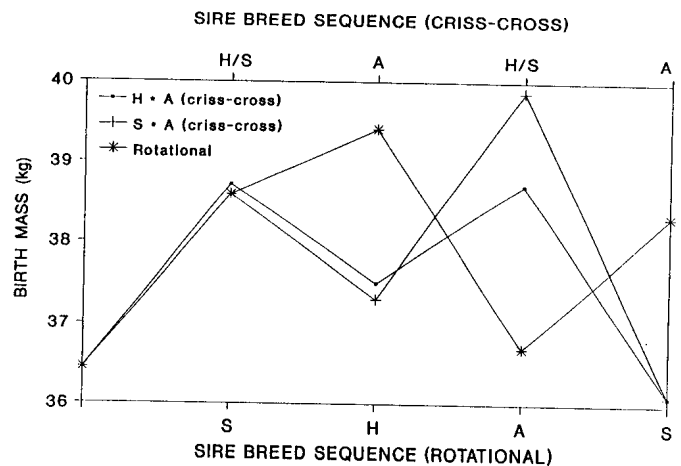 SIRE BREED SEQUENCE (CRISS-CROSS)
H/S A H/S A
40
H • A (criss-cross)
S • A (criss-cross)
Rotational
39
38
37
36
BIRTH MASS (kg)
S H A S
SIRE BREED SEQUENCE (ROTATIONAL)